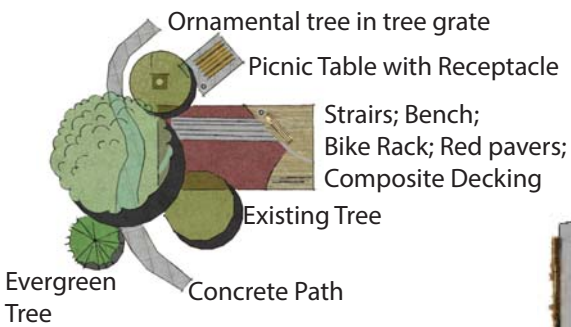 Ornamental tree in tree grate
Picnic Table with Receptacle
Strairs; Bench;
Bike Rack; Red pavers;
Composite Decking
Existing Tree
Evergreen
Tree
Concrete Path